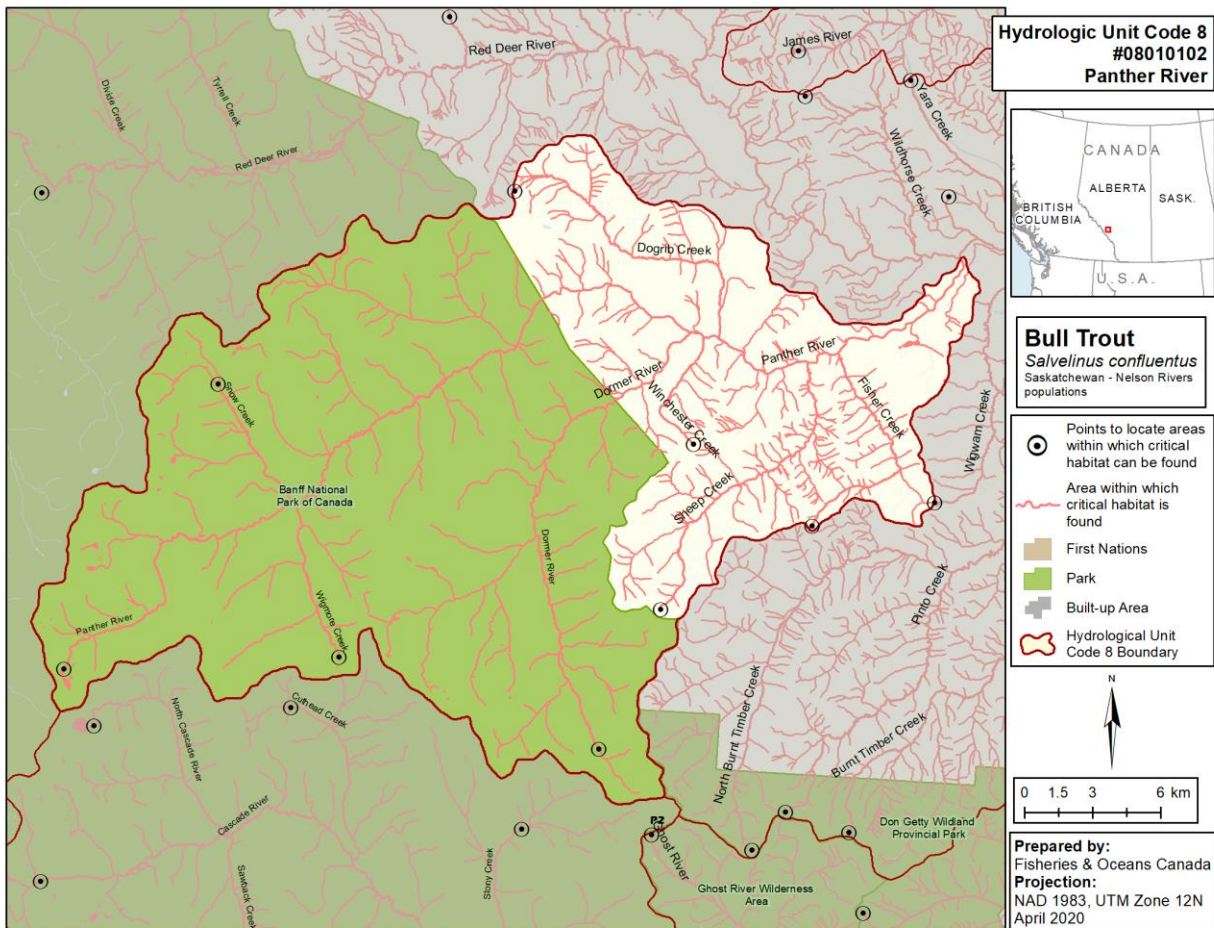 Hydrologic Unit Code 8
#08010102
Panther River
Red Deer River
James River
Yara Creek
Divide Creek
Tyrrell Creek
Red Deer River
Wildhorse Creek
Dogrib Creek
Panther River
Dormer River
Winchester Creek
Fisher Creek
Wigwam Creek
Snow Creek
Sheep Creek
Banff National
Park of Canada
Dormer River
Pinto Creek
Panther River
Wigmore Creek
North Cascade River
Cuthead Creek
North Burnt Timber Creek
Burnt Timber Creek
Cascade River
Sawback Creek
Stony Creek
P2
Ghost River
Don Getty Wildland
Provincial Park
Ghost River Wilderness
Area
CANADA
ALBERTA
SASK.
BRITISH
COLUMBIA
U.S.A.
Bull Trout
Salvelinus confluentus
Saskatchewan - Nelson Rivers
populations
Points to locate areas
within which critical
habitat can be found
Area within which
critical habitat is
found
First Nations
Park
Built-up Area
Hydrological Unit
Code 8 Boundary
N
0 1.5 3 6 km
Prepared by:
Fisheries & Oceans Canada
Projection:
NAD 1983, UTM Zone 12N
April 2020